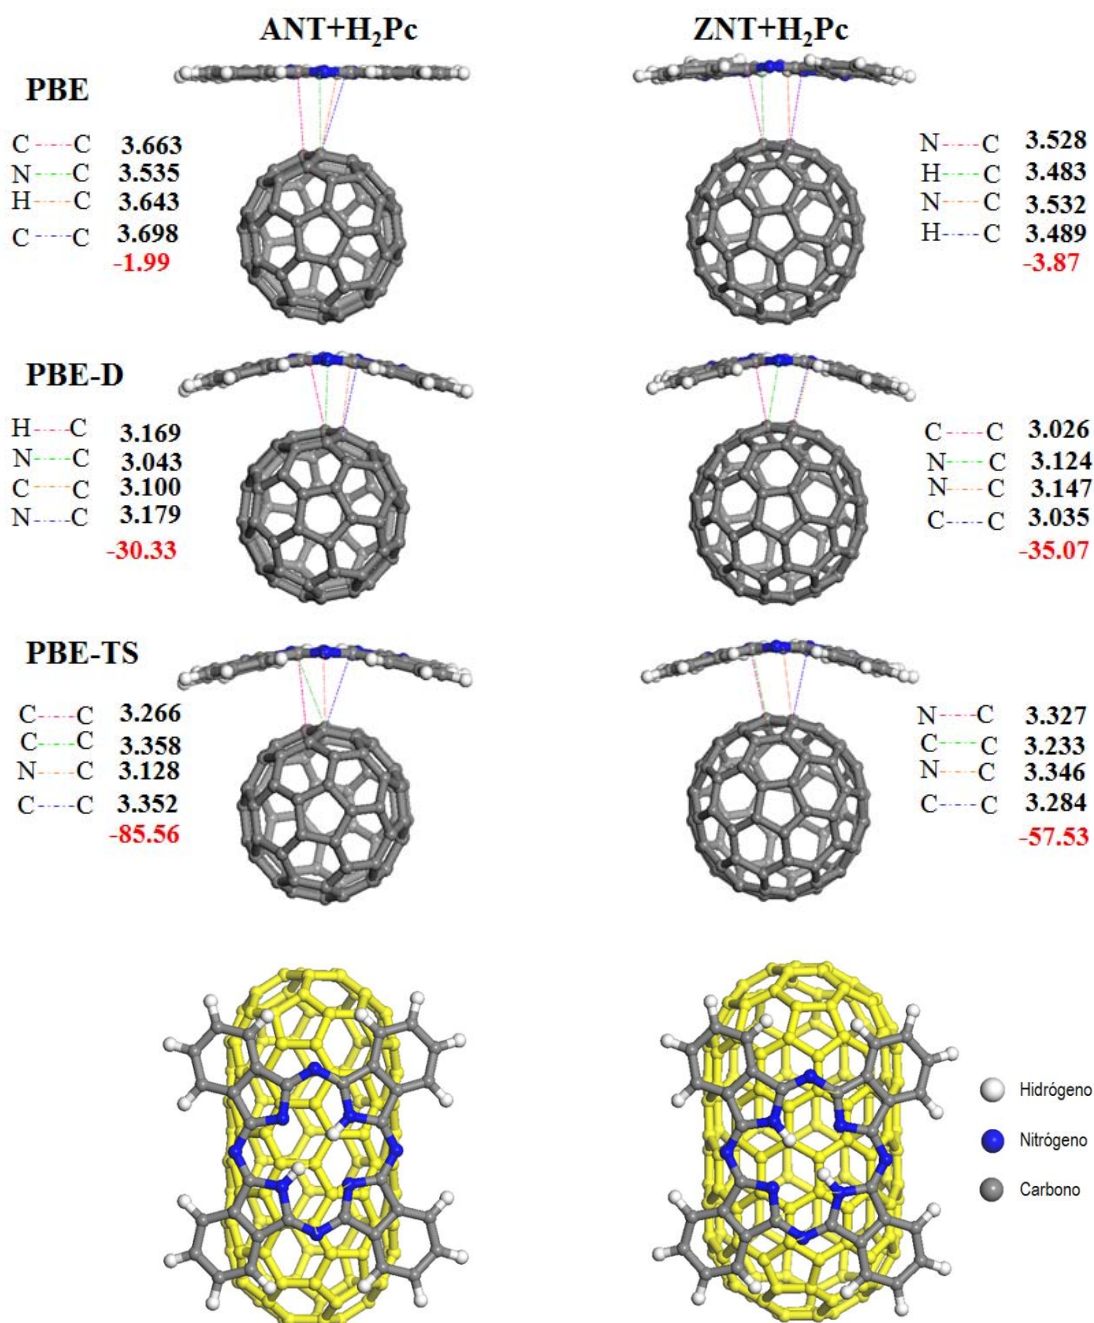 ANT+H₂Pc
ZNT+H₂Pc
PBE
C C 3.663
N C 3.535
H C 3.643
C C 3.698
-1.99
N C 3.528
H C 3.483
N C 3.532
H C 3.489
-3.87
PBE-D
H C 3.169
N C 3.043
C C 3.100
N C 3.179
-30.33
C C 3.026
N C 3.124
N C 3.147
C C 3.035
-35.07
PBE-TS
C C 3.266
C C 3.358
N C 3.128
C C 3.352
-85.56
N C 3.327
C C 3.233
N C 3.346
C C 3.284
-57.53
Hidrógeno
Nitrógeno
Carbono